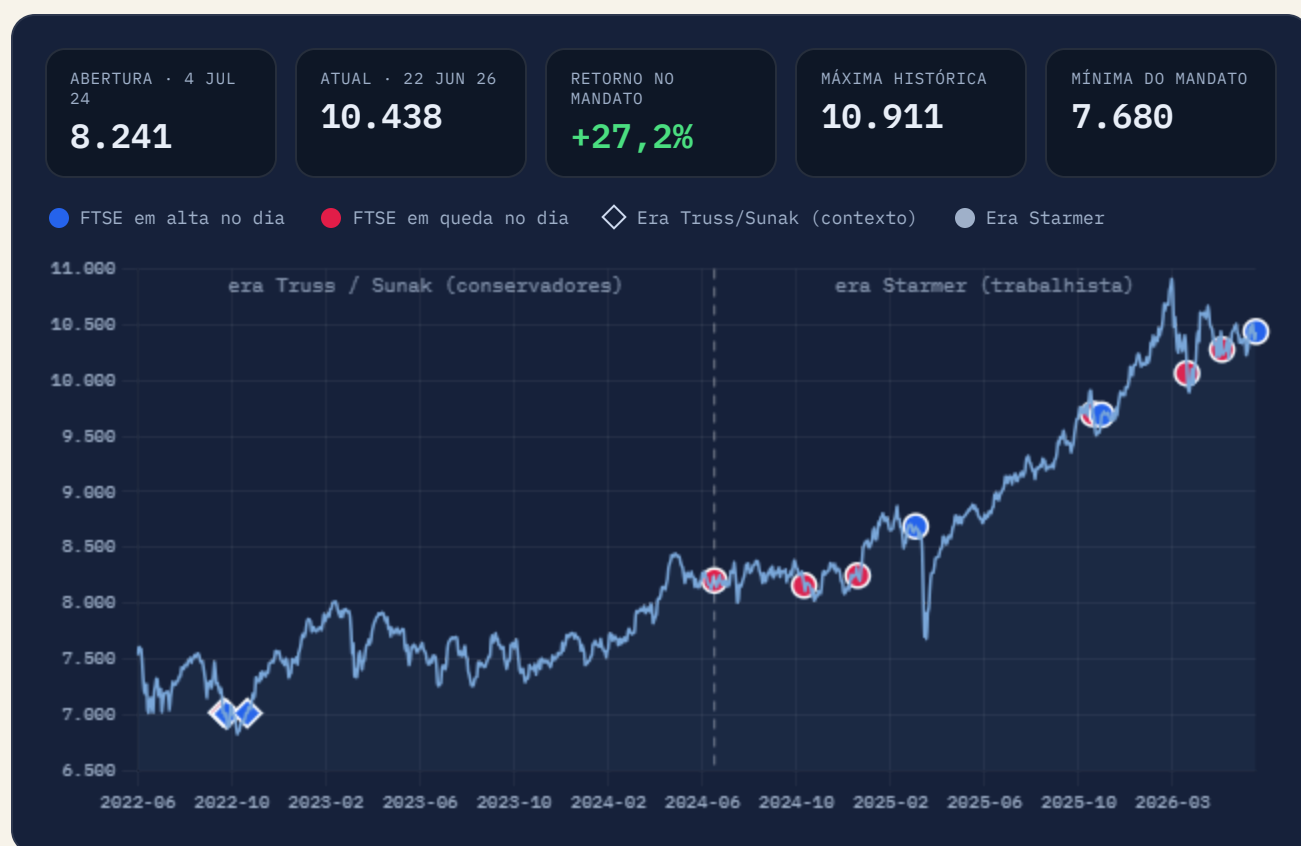 ABERTURA · 4 JUL
24
8.241
ATUAL · 22 JUN 26
10.438
RETORNO NO
MANDATO
+27,2%
MÁXIMA HISTÓRICA
10.911
MÍNIMA DO MANDATO
7.680
FTSE em alta no dia
FTSE em queda no dia
Era Truss/Sunak (contexto)
Era Starmer
era Truss / Sunak (conservadores)
era Starmer (trabalhista)
11.000
10.500
10.000
9.500
9.000
8.500
8.000
7.500
7.000
6.500
2022-06 2022-10 2023-02 2023-06 2023-10 2024-02 2024-06 2024-10 2025-02 2025-06 2025-10 2026-03